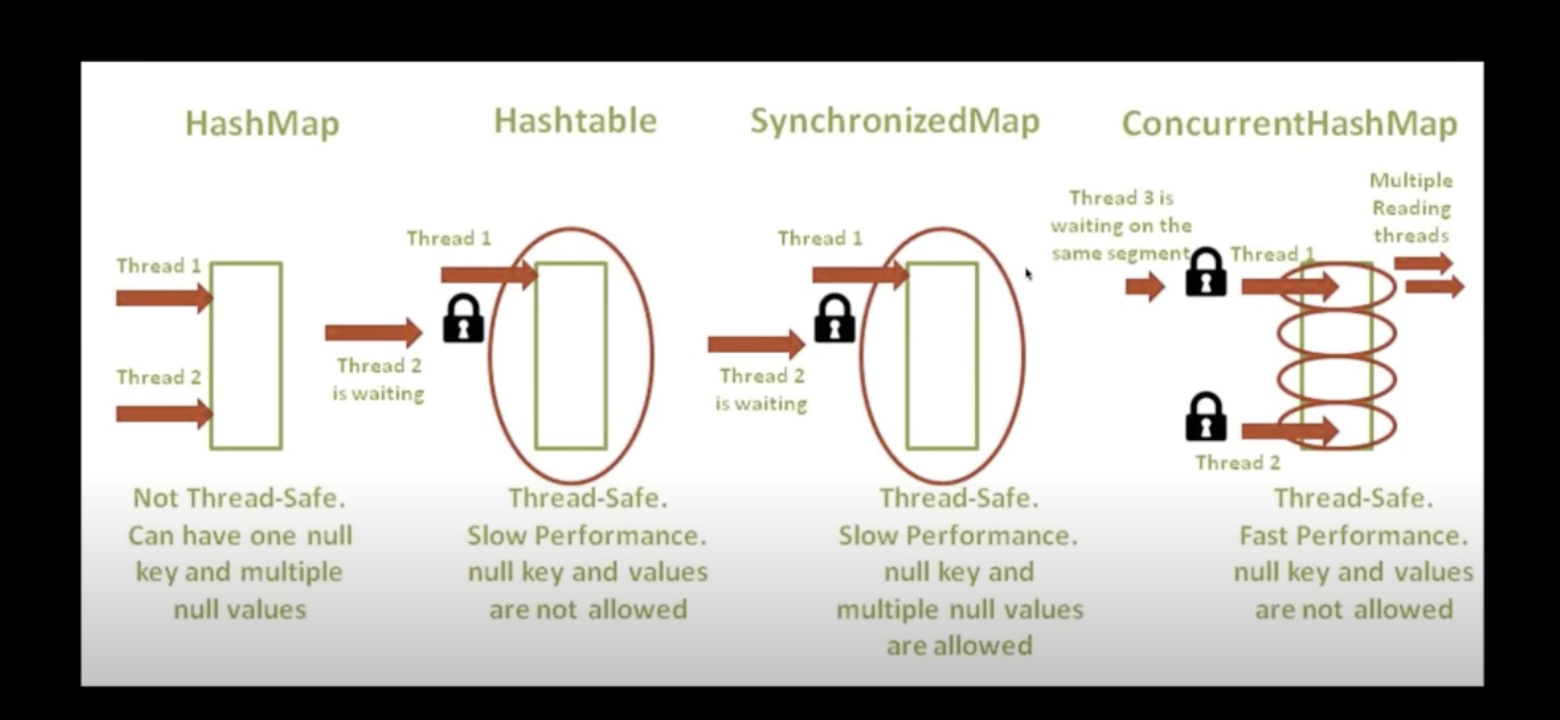 HashMap
Thread 1
Thread 2
Not Thread-Safe.
Can have one null
key and multiple
null values
Hashtable
Thread 1
Thread 2
is waiting
Thread-Safe.
Slow Performance.
null key and values
are not allowed
SynchronizedMap
Thread 1
Thread 2
is waiting
Thread-Safe.
Slow Performance.
null key and
multiple null values
are allowed
ConcurrentHashMap
Thread 3 is
waiting on the
same segment
Thread 1
Multiple
Reading
threads
Thread 2
Thread-Safe.
Fast Performance.
null key and values
are not allowed